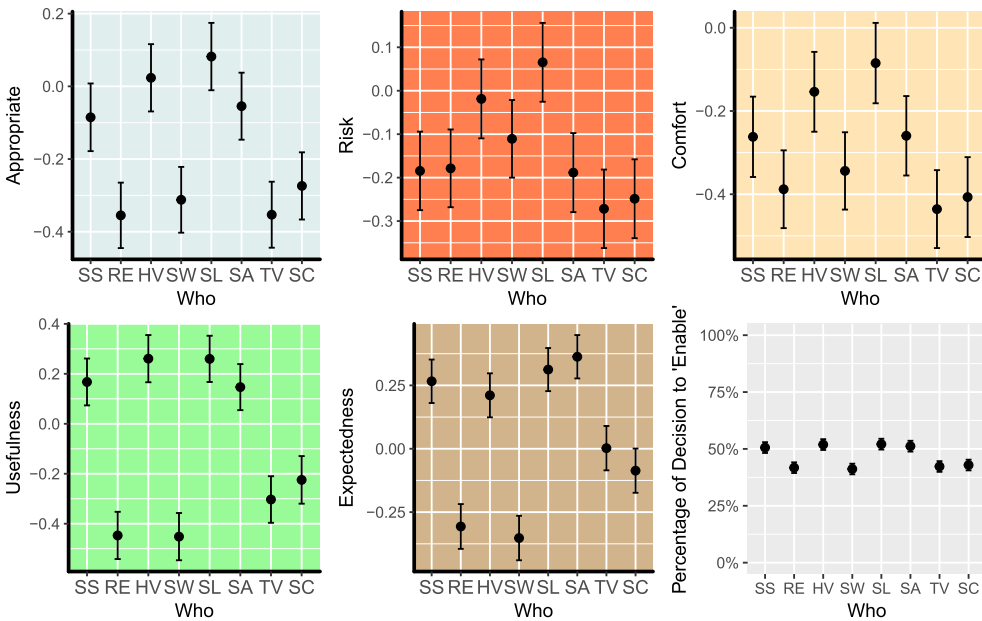 Appropriate
0.2
0.0
−0.2
−0.4
SS RE HV SW SL SA TV SC
Who
Risk
0.1
0.0
−0.1
−0.2
−0.3
SS RE HV SW SL SA TV SC
Who
Comfort
0.0
−0.2
−0.4
SS RE HV SW SL SA TV SC
Who
Usefulness
0.4
0.2
0.0
−0.2
−0.4
SS RE HV SW SL SA TV SC
Who
Expectedness
0.25
0.00
−0.25
SS RE HV SW SL SA TV SC
Who
Percentage of Decision to 'Enable'
100%
75%
50%
25%
0%
SS RE HV SW SL SA TV SC
Who